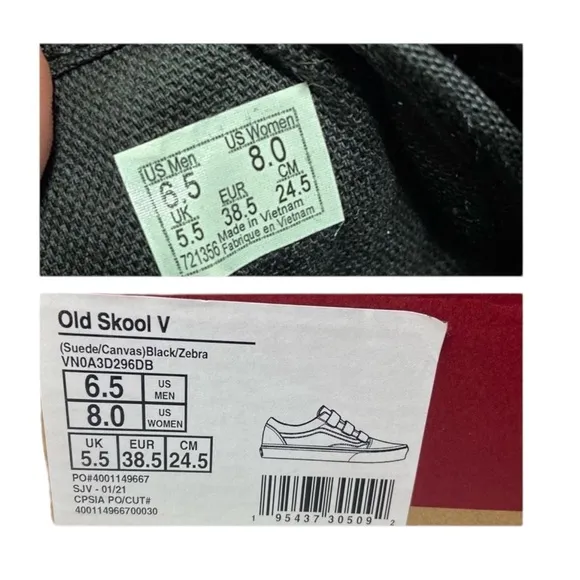 US Men US Women
6.5 8.0
UK EUR CM
5.5 38.5 24.5
721356 Made in Vietnam
Fabrique en Vietnam
Old Skool V
(Suede/Canvas)Black/Zebra
VN0A3D296DB
6.5 US MEN
8.0 US WOMEN
UK EUR CM
5.5 38.5 24.5
PO#4001149667
SJV - 01/21
CPSIA PO/CUT#
400114966700030
1 95437 30509 2